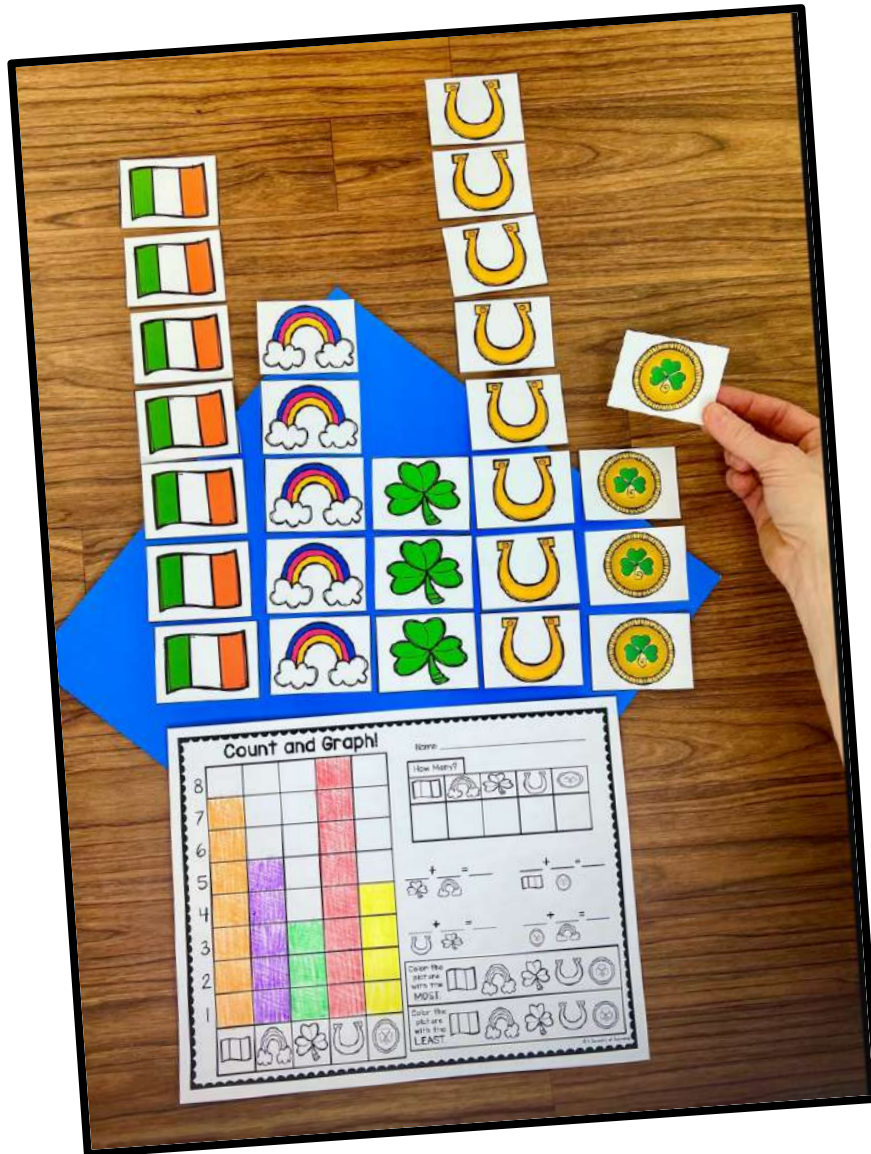 Count and Graph!
Name
How Many?
8
7
6
5
4
3
2
1
+ =
+ =
+ =
+ =
Color the
picture
with the
MOST.
Color the
picture
with the
LEAST.